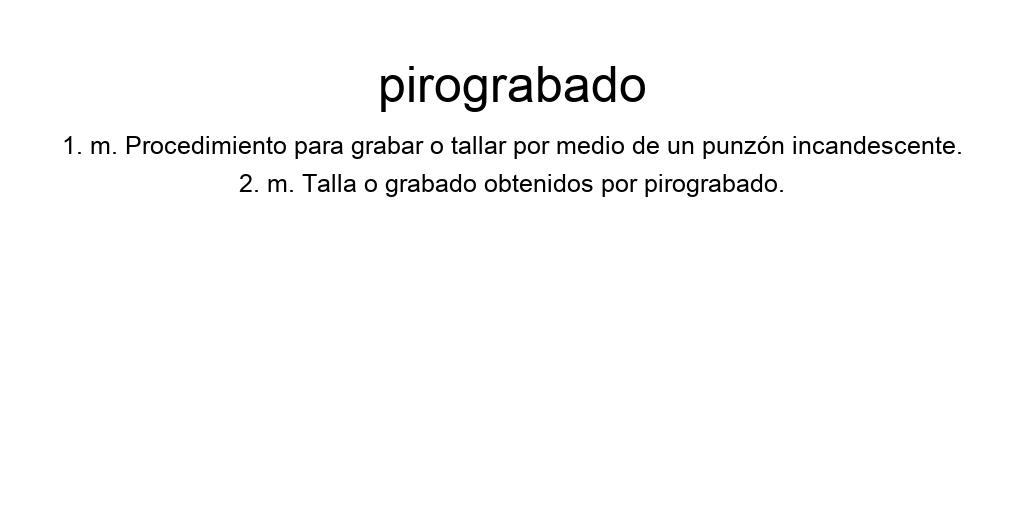 pirograbado
1. m. Procedimiento para grabar o tallar por medio de un punzón incandescente.
2. m. Talla o grabado obtenidos por pirograbado.